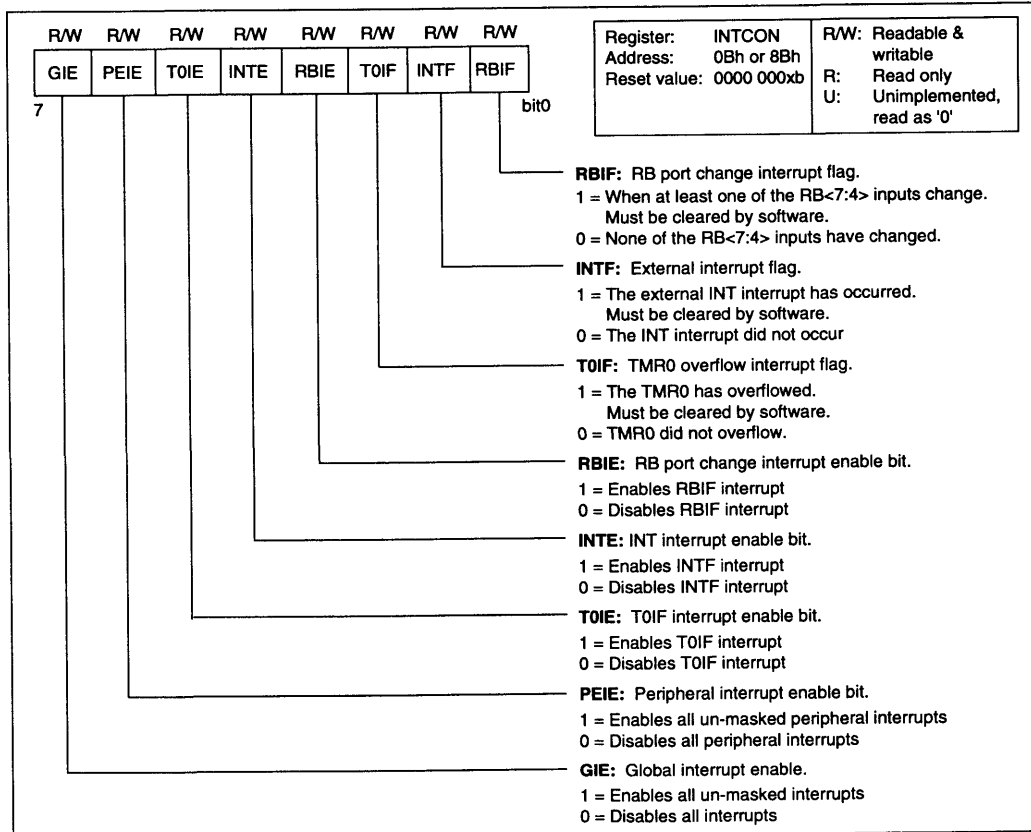 R/W R/W R/W R/W R/W R/W R/W R/W
GIE PEIE T0IE INTE RBIE T0IF INTF RBIF
7 bit0
Register: INTCON
Address: 0Bh or 8Bh
Reset value: 0000 000xb
R/W: Readable &
writable
R: Read only
U: Unimplemented,
read as '0'
RBIF: RB port change interrupt flag.
1 = When at least one of the RB<7:4> inputs change.
Must be cleared by software.
0 = None of the RB<7:4> inputs have changed.
INTF: External interrupt flag.
1 = The external INT interrupt has occurred.
Must be cleared by software.
0 = The INT interrupt did not occur
T0IF: TMR0 overflow interrupt flag.
1 = The TMR0 has overflowed.
Must be cleared by software.
0 = TMR0 did not overflow.
RBIE: RB port change interrupt enable bit.
1 = Enables RBIF interrupt
0 = Disables RBIF interrupt
INTE: INT interrupt enable bit.
1 = Enables INTF interrupt
0 = Disables INTF interrupt
T0IE: T0IF interrupt enable bit.
1 = Enables T0IF interrupt
0 = Disables T0IF interrupt
PEIE: Peripheral interrupt enable bit.
1 = Enables all un-masked peripheral interrupts
0 = Disables all peripheral interrupts
GIE: Global interrupt enable.
1 = Enables all un-masked interrupts
0 = Disables all interrupts